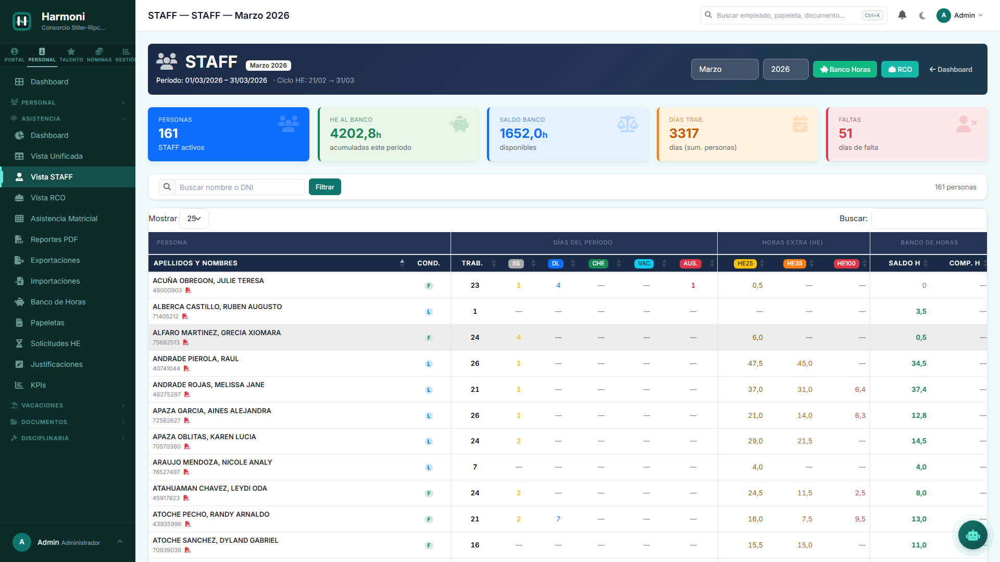 Harmoni
Consorcio Stiler-Ripc...
PORTAL PERSONAL TALENTO NÓMINAS GESTIÓN
Dashboard
PERSONAL
ASISTENCIA
Dashboard
Vista Unificada
Vista STAFF
Vista RCO
Asistencia Matricial
Reportes PDF
Exportaciones
Importaciones
Banco de Horas
Papeletas
Solicitudes HE
Justificaciones
KPIs
VACACIONES
DOCUMENTOS
DISCIPLINARIA
A Admin Administrador
STAFF — STAFF — Marzo 2026
Buscar empleado, papeleta, documento... Ctrl+K
A Admin
STAFF Marzo 2026
Período: 01/03/2026 – 31/03/2026 · Ciclo HE: 21/02 → 31/03
Marzo 2026 Banco Horas RCO ← Dashboard
PERSONAS
161
STAFF activos
HE AL BANCO
4202,8h
acumuladas este período
SALDO BANCO
1652,0h
disponibles
DÍAS TRAB.
3317
días (sum. personas)
FALTAS
51
días de falta
Buscar nombre o DNI Filtrar 161 personas
Mostrar 25 Buscar:
PERSONA DÍAS DEL PERÍODO HORAS EXTRA (HE) BANCO DE HORAS
APELLIDOS Y NOMBRES COND. TRAB. SS DL CHE VAC AUS. HE25 HE35 HE100 SALDO H COMP. H
ACUÑA OBREGON, JULIE TERESA
48000903 F 23 1 4 — — 1 0,5 — — 0 —
ALBERCA CASTILLO, RUBEN AUGUSTO
71405212 L 1 — — — — — — — — 3,5 —
ALFARO MARTINEZ, GRECIA XIOMARA
75682513 F 24 4 — — — — 6,0 — — 0,5 —
ANDRADE PIEROLA, RAUL
40741044 L 26 1 — — — — 47,5 45,0 — 34,5 —
ANDRADE ROJAS, MELISSA JANE
46275287 L 21 1 — — — — 37,0 31,0 6,4 37,4 —
APAZA GARCIA, AINES ALEJANDRA
72582627 L 26 1 — — — — 21,0 14,0 6,3 12,8 —
APAZA OBLITAS, KAREN LUCIA
70570380 L 24 2 — — — — 29,0 21,5 — 14,5 —
ARAUJO MENDOZA, NICOLE ANALY
76527497 L 7 — — — — — 4,0 — — 4,0 —
ATAHUAMAN CHAVEZ, LEYDI ODA
45917823 F 24 2 — — — — 24,5 11,5 2,5 8,0 —
ATOCHE PECHO, RANDY ARNALDO
43935996 F 21 2 7 — — — 16,0 7,5 9,5 13,0 —
ATOCHE SANCHEZ, DYLAND GABRIEL
70939038 F 16 — — — — — 15,5 15,0 — 11,0 —